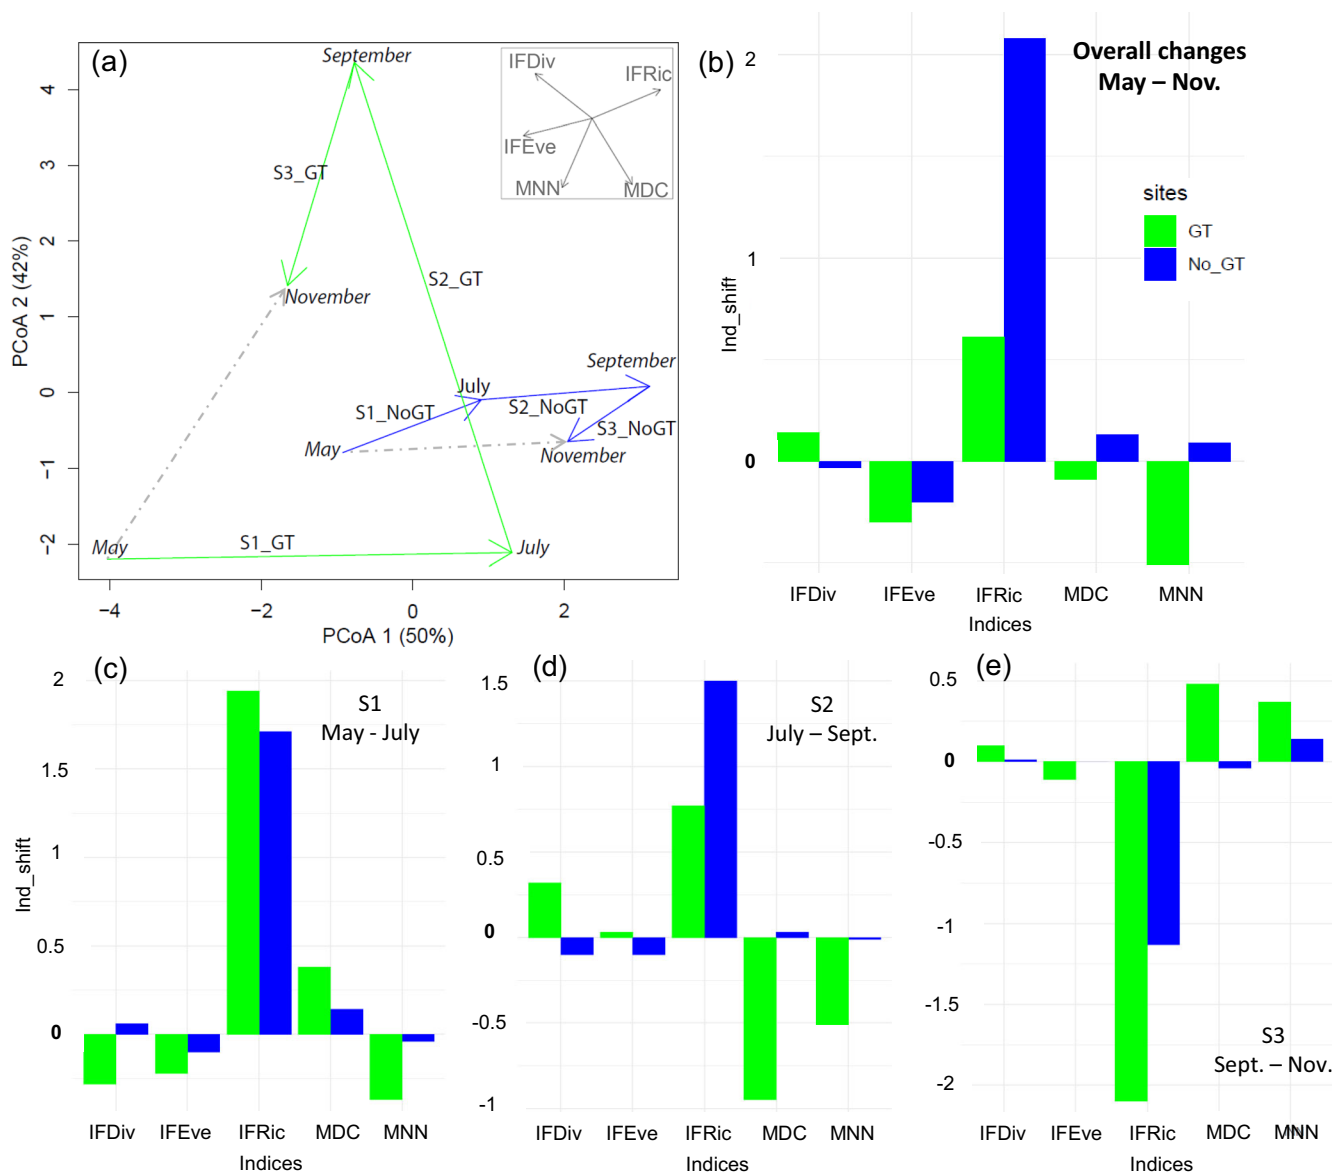 (a)
September
4
3
2
1
0
−1
−2
PCoA 2 (42%)
S3_GT
November
S2_GT
September
July
S1_NoGT
S2_NoGT
S3_NoGT
May
November
May
S1_GT
July
−4
−2
0
2
PCoA 1 (50%)
IFDiv
IFRic
IFEve
MNN
MDC
(b)
Overall changes
May – Nov.
2
1
0
Ind_shift
sites
GT
No_GT
IFDiv
IFEve
IFRic
MDC
MNN
Indices
(c)
S1
May - July
2
1.5
1
0.5
0
Ind_shift
IFDiv
IFEve
IFRic
MDC
MNN
Indices
(d)
S2
July – Sept.
1.5
1
0.5
0
-0.5
-1
IFDiv
IFEve
IFRic
MDC
MNN
Indices
(e)
0.5
0
-0.5
-1
-1.5
-2
S3
Sept. – Nov.
IFDiv
IFEve
IFRic
MDC
MNN
Indices